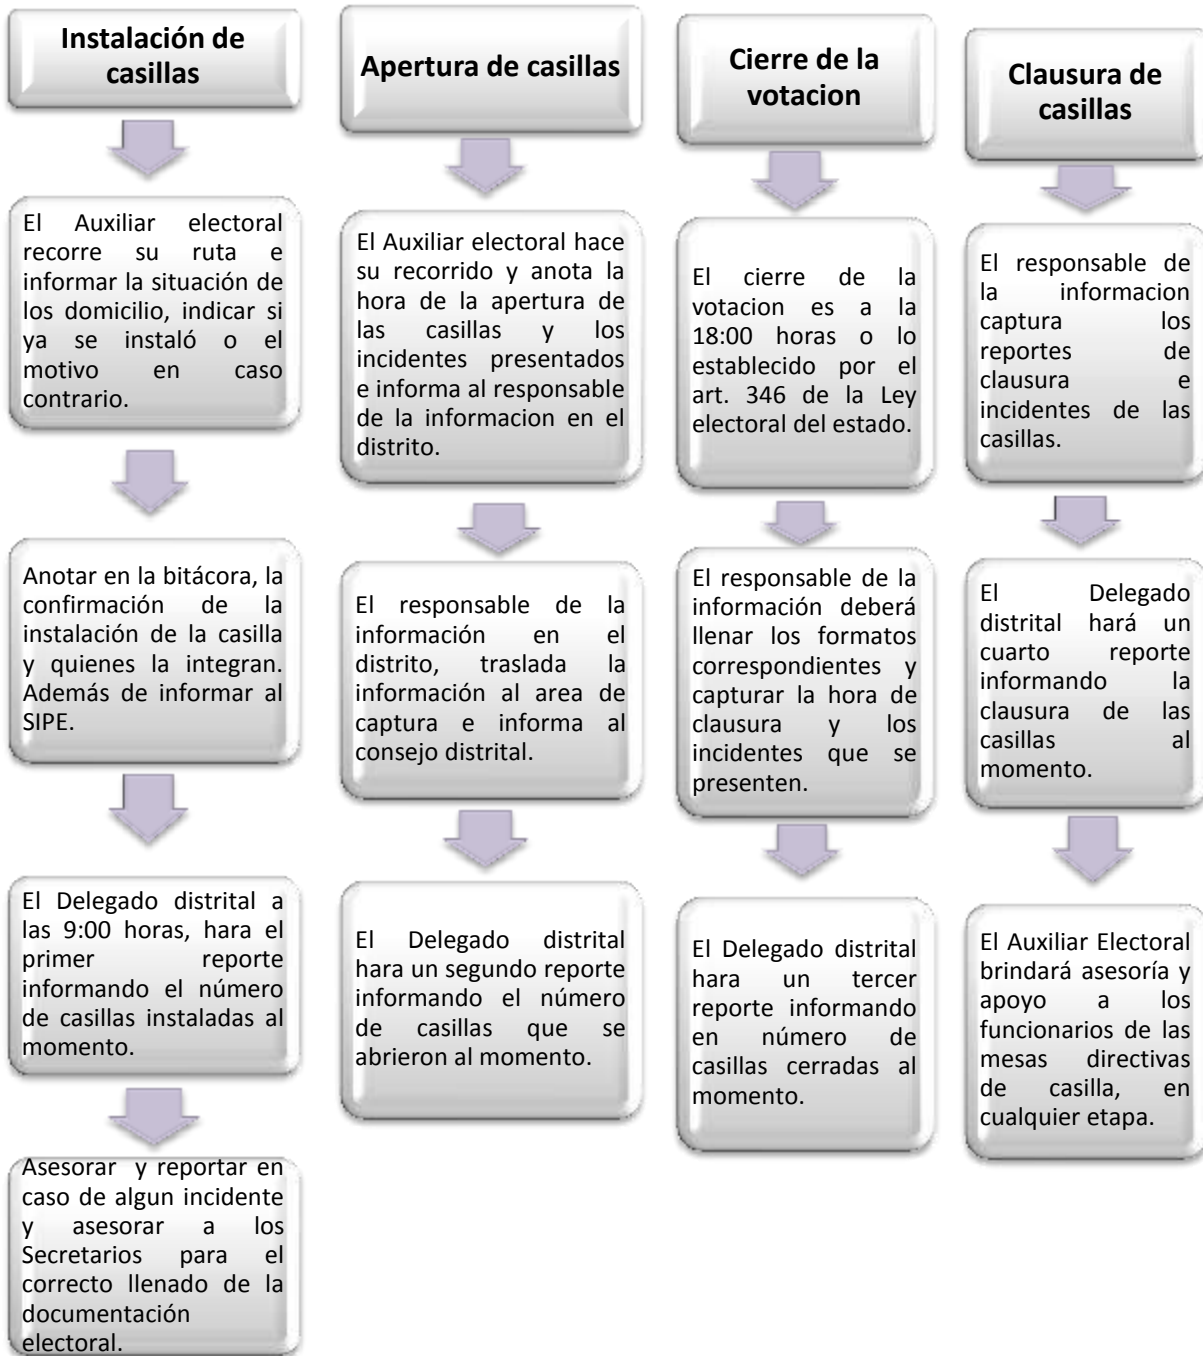 Instalación de
casillas
El Auxiliar electoral
recorre su ruta e
informar la situación de
los domicilio, indicar si
ya se instaló o el
motivo en caso
contrario.
Anotar en la bitácora, la
confirmación de la
instalación de la casilla
y quienes la integran.
Además de informar al
SIPE.
El Delegado distrital a
las 9:00 horas, hara el
primer reporte
informando el número
de casillas instaladas al
momento.
Asesorar y reportar en
caso de algun incidente
y asesorar a los
Secretarios para el
correcto llenado de la
documentación
electoral.
Apertura de casillas
El Auxiliar electoral hace
su recorrido y anota la
hora de la apertura de
las casillas y los
incidentes presentados
e informa al responsable
de la informacion en el
distrito.
El responsable de la
información en el
distrito, traslada la
información al area de
captura e informa al
consejo distrital.
El Delegado distrital
hara un segundo reporte
informando el número
de casillas que se
abrieron al momento.
Cierre de la
votacion
El cierre de la
votacion es a la
18:00 horas o lo
establecido por el
art. 346 de la Ley
electoral del estado.
El responsable de la
información deberá
llenar los formatos
correspondientes y
capturar la hora de
clausura y los
incidentes que se
presenten.
El Delegado distrital
hara un tercer
reporte informando
en número de
casillas cerradas al
momento.
Clausura de
casillas
El responsable de
la informacion
captura los
reportes de
clausura e
incidentes de las
casillas.
El Delegado
distrital hará un
cuarto reporte
informando la
clausura de las
casillas al
momento.
El Auxiliar Electoral
brindará asesoría y
apoyo a los
funcionarios de las
mesas directivas
de casilla, en
cualquier etapa.